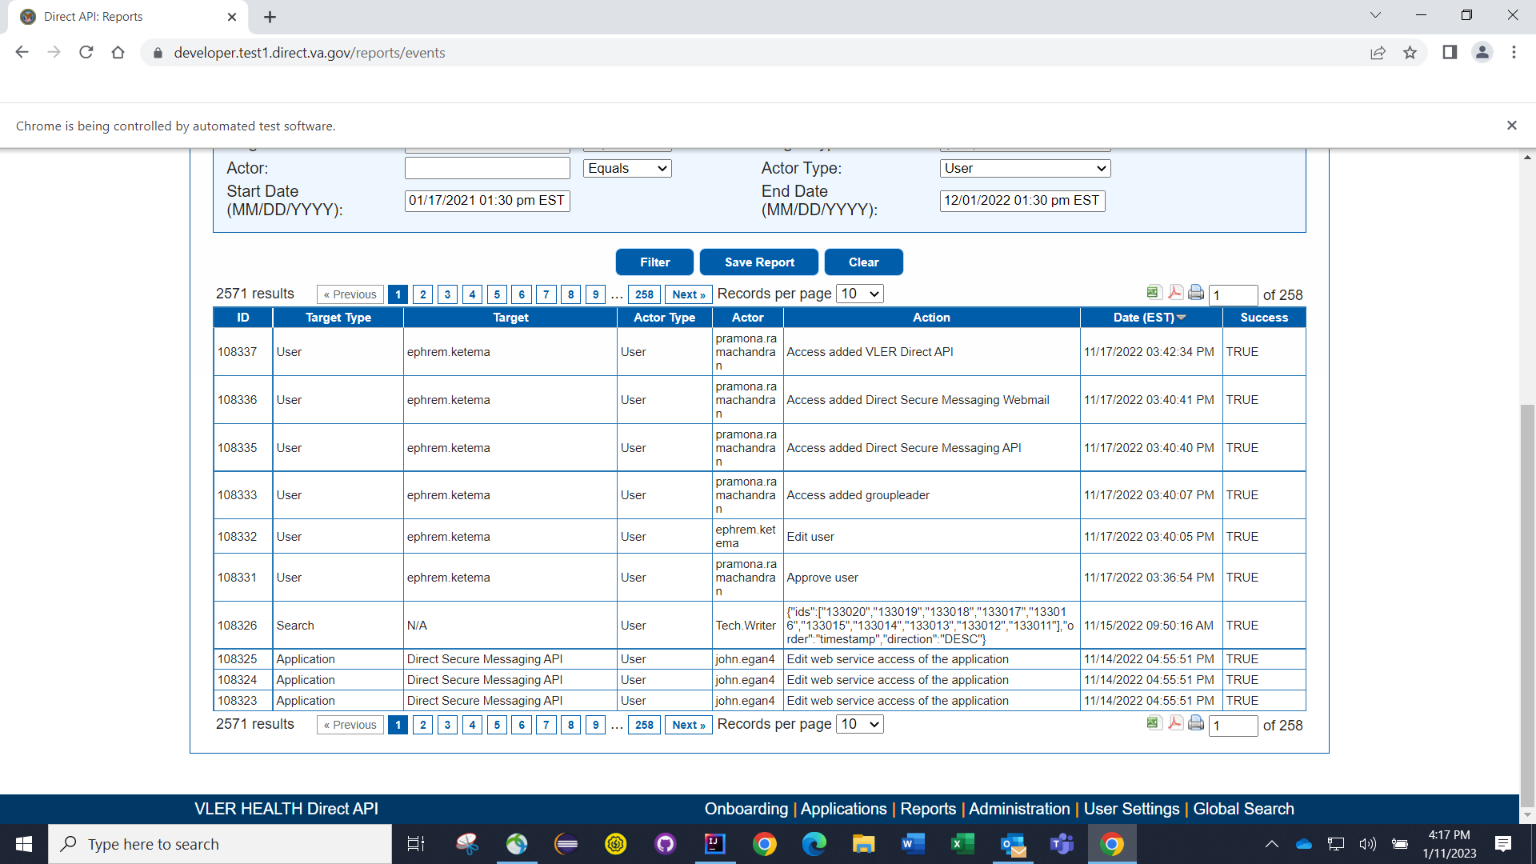 Direct API: Reports
developer.test1.direct.va.gov/reports/events
Chrome is being controlled by automated test software.
Actor: Equals Actor Type: User
Start Date (MM/DD/YYYY): 01/17/2021 01:30 pm EST End Date (MM/DD/YYYY): 12/01/2022 01:30 pm EST
Filter Save Report Clear
2571 results « Previous 1 2 3 4 5 6 7 8 9 ... 258 Next » Records per page 10 1 of 258
ID Target Type Target Actor Type Actor Action Date (EST) Success
108337 User ephrem.ketema User pramona.ramachandran Access added VLER Direct API 11/17/2022 03:42:34 PM TRUE
108336 User ephrem.ketema User pramona.ramachandran Access added Direct Secure Messaging Webmail 11/17/2022 03:40:41 PM TRUE
108335 User ephrem.ketema User pramona.ramachandran Access added Direct Secure Messaging API 11/17/2022 03:40:40 PM TRUE
108333 User ephrem.ketema User pramona.ramachandran Access added groupleader 11/17/2022 03:40:07 PM TRUE
108332 User ephrem.ketema User ephrem.ketema Edit user 11/17/2022 03:40:05 PM TRUE
108331 User ephrem.ketema User pramona.ramachandran Approve user 11/17/2022 03:36:54 PM TRUE
108326 Search N/A User Tech.Writer {"ids":["133020","133019","133018","133017","133016","133015","133014","133013","133012","133011"],"order":"timestamp","direction":"DESC"} 11/15/2022 09:50:16 AM TRUE
108325 Application Direct Secure Messaging API User john.egan4 Edit web service access of the application 11/14/2022 04:55:51 PM TRUE
108324 Application Direct Secure Messaging API User john.egan4 Edit web service access of the application 11/14/2022 04:55:51 PM TRUE
108323 Application Direct Secure Messaging API User john.egan4 Edit web service access of the application 11/14/2022 04:55:51 PM TRUE
2571 results « Previous 1 2 3 4 5 6 7 8 9 ... 258 Next » Records per page 10 1 of 258
VLER HEALTH Direct API Onboarding | Applications | Reports | Administration | User Settings | Global Search
Type here to search
4:17 PM
1/11/2023